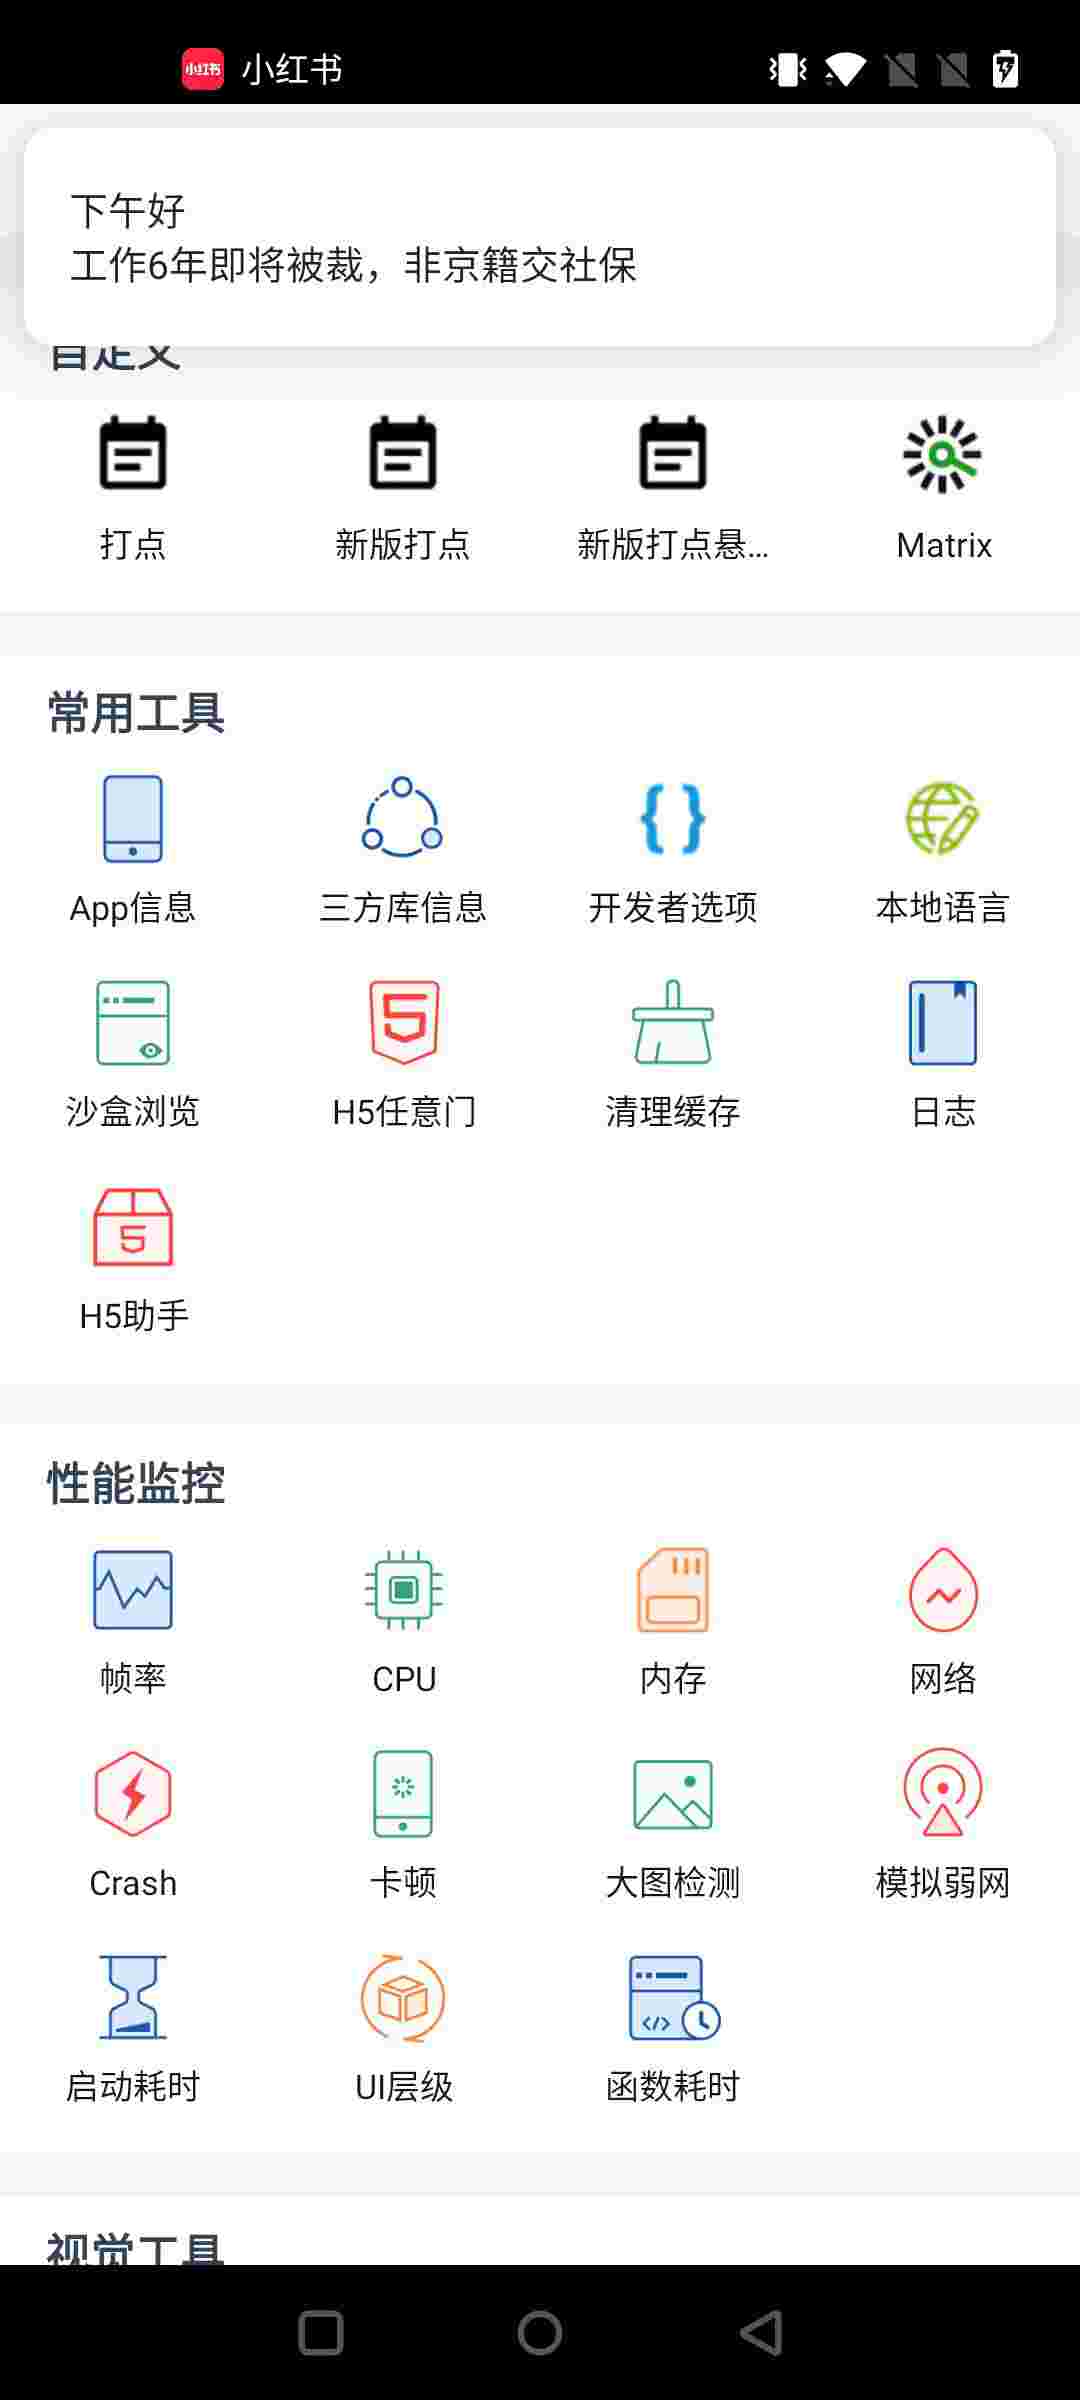 小红书
小红书
下午好
工作6年即将被裁，非京籍交社保
自定义
打点
新版打点
新版打点悬...
Matrix
常用工具
App信息
三方库信息
开发者选项
本地语言
5
沙盒浏览
H5任意门
清理缓存
日志
5
H5助手
性能监控
帧率
CPU
内存
网络
Crash
卡顿
大图检测
模拟弱网
</>
启动耗时
UI层级
函数耗时
视觉工具